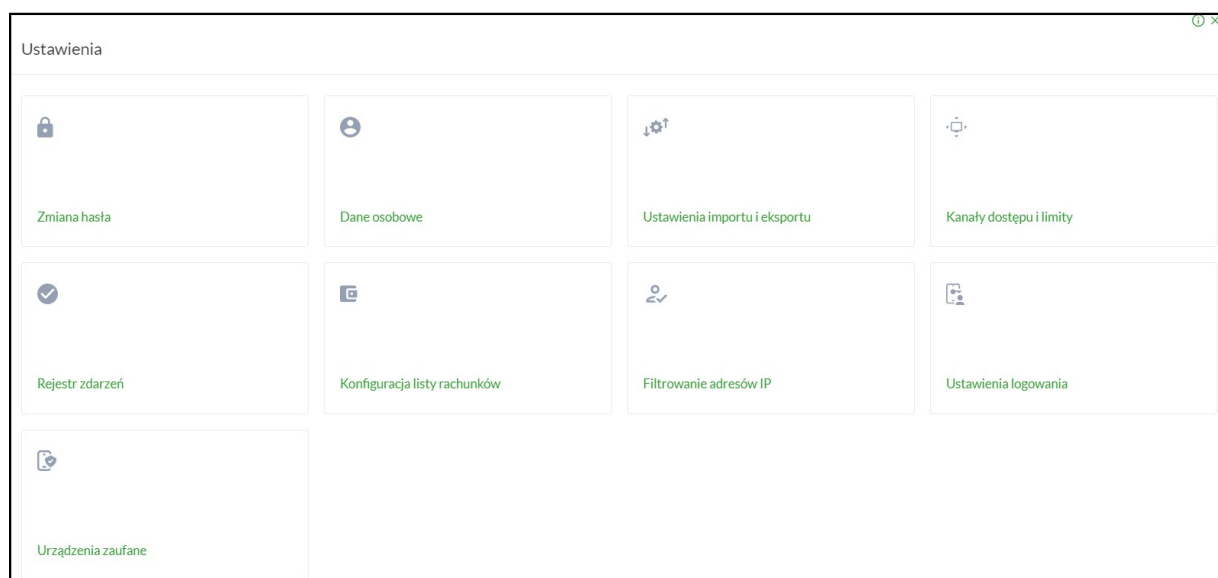 Ustawienia
Zmiana hasła
Dane osobowe
Ustawienia importu i eksportu
Kanały dostępu i limity
Rejestr zdarzeń
Konfiguracja listy rachunków
Filtrowanie adresów IP
Ustawienia logowania
Urządzenia zaufane